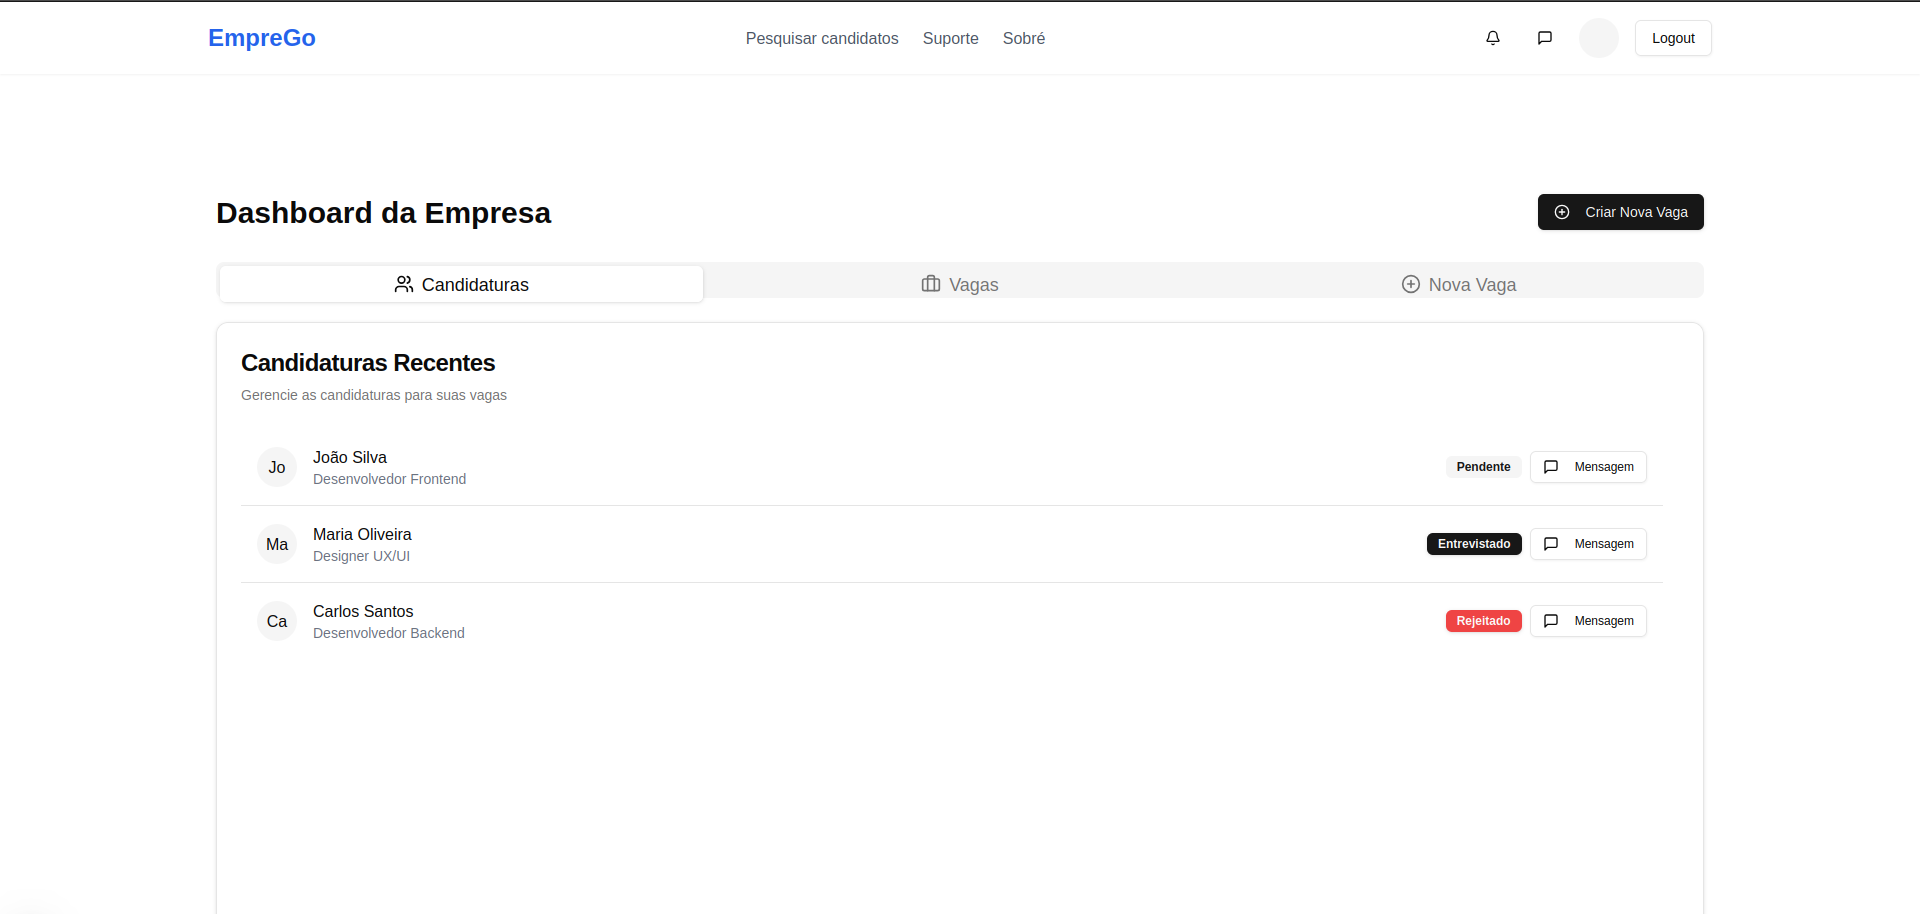 EmpreGo
Pesquisar candidatos Suporte Sobré
Logout
Dashboard da Empresa
Criar Nova Vaga
Candidaturas
Vagas
Nova Vaga
Candidaturas Recentes
Gerencie as candidaturas para suas vagas
Jo
João Silva
Desenvolvedor Frontend
Pendente
Mensagem
Ma
Maria Oliveira
Designer UX/UI
Entrevistado
Mensagem
Ca
Carlos Santos
Desenvolvedor Backend
Rejeitado
Mensagem